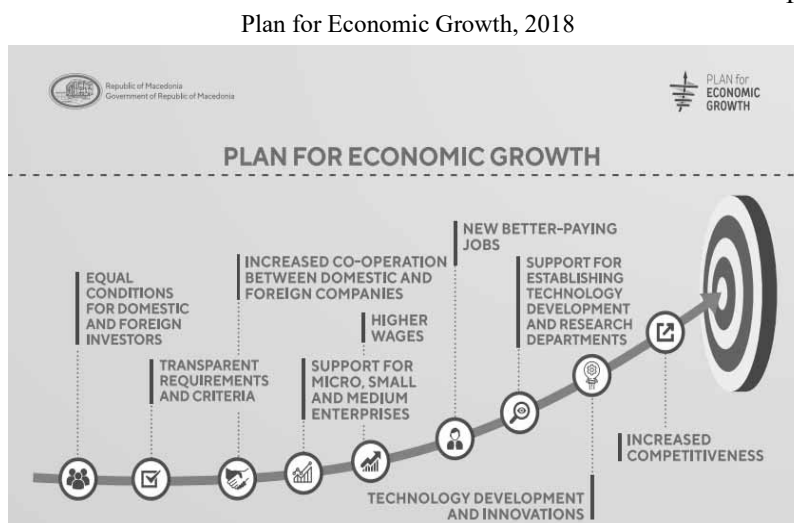 Plan for Economic Growth, 2018
Republic of Macedonia
Government of Republic of Macedonia
PLAN for
ECONOMIC
GROWTH
PLAN FOR ECONOMIC GROWTH
EQUAL
CONDITIONS
FOR DOMESTIC
AND FOREIGN
INVESTORS
TRANSPARENT
REQUIREMENTS
AND CRITERIA
INCREASED CO-OPERATION
BETWEEN DOMESTIC AND
FOREIGN COMPANIES
SUPPORT FOR
MICRO, SMALL
AND MEDIUM
ENTERPRISES
HIGHER
WAGES
NEW BETTER-PAYING
JOBS
SUPPORT FOR
ESTABLISHING
TECHNOLOGY
DEVELOPMENT
AND RESEARCH
DEPARTMENTS
TECHNOLOGY DEVELOPMENT
AND INNOVATIONS
INCREASED
COMPETITIVENESS